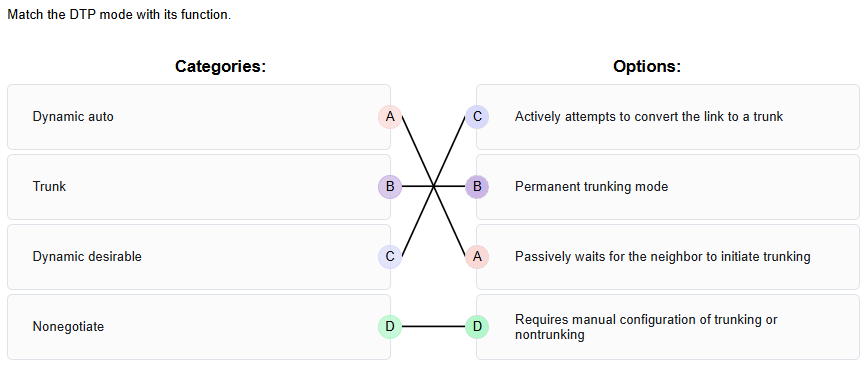 Match the DTP mode with its function.
Categories:
Options:
Dynamic auto
A
C
Actively attempts to convert the link to a trunk
Trunk
B
B
Permanent trunking mode
Dynamic desirable
C
A
Passively waits for the neighbor to initiate trunking
Nonegotiate
D
D
Requires manual configuration of trunking or
nontrunking